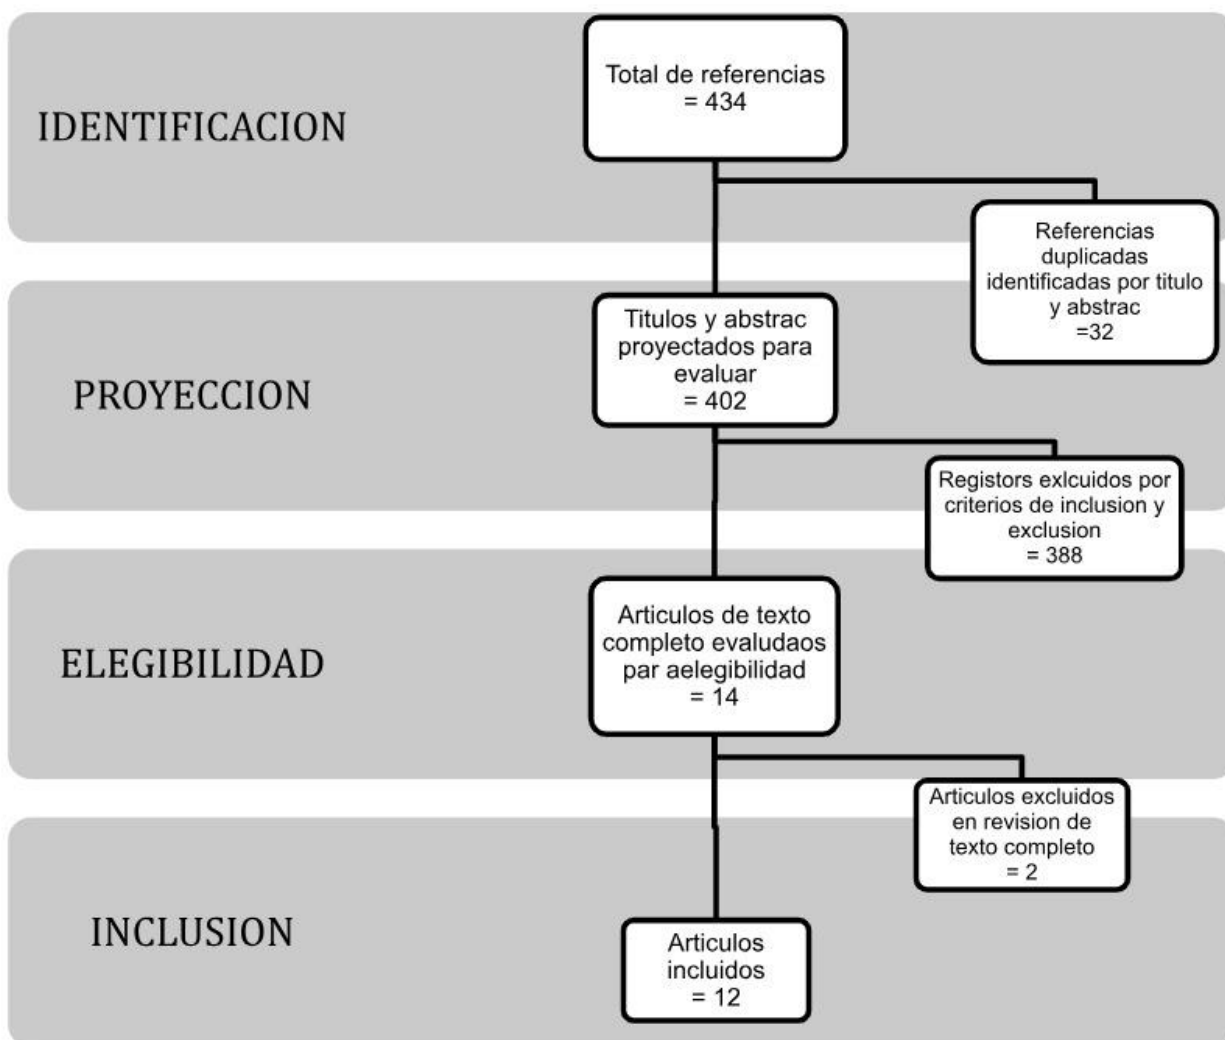 IDENTIFICACION
Total de referencias
= 434
Referencias
duplicadas
identificadas por titulo
y abstrac
=32
PROYECCION
Titulos y abstrac
proyectados para
evaluar
= 402
Registors exlcuidos por
criterios de inclusion y
exclusion
= 388
ELEGIBILIDAD
Articulos de texto
completo evaludaos
par aelegibilidad
= 14
Articulos excluidos
en revision de
texto completo
= 2
INCLUSION
Articulos
incluidos
= 12